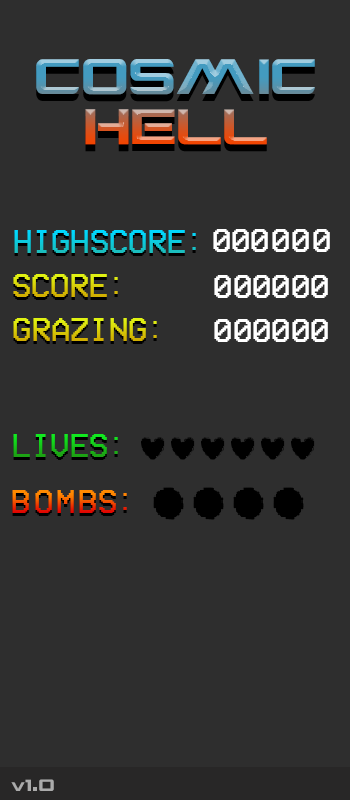 COSMIC
HELL
HIGHSCORE: 000000
SCORE: 000000
GRAZING: 000000
LIVES:
BOMBS:
v1.0